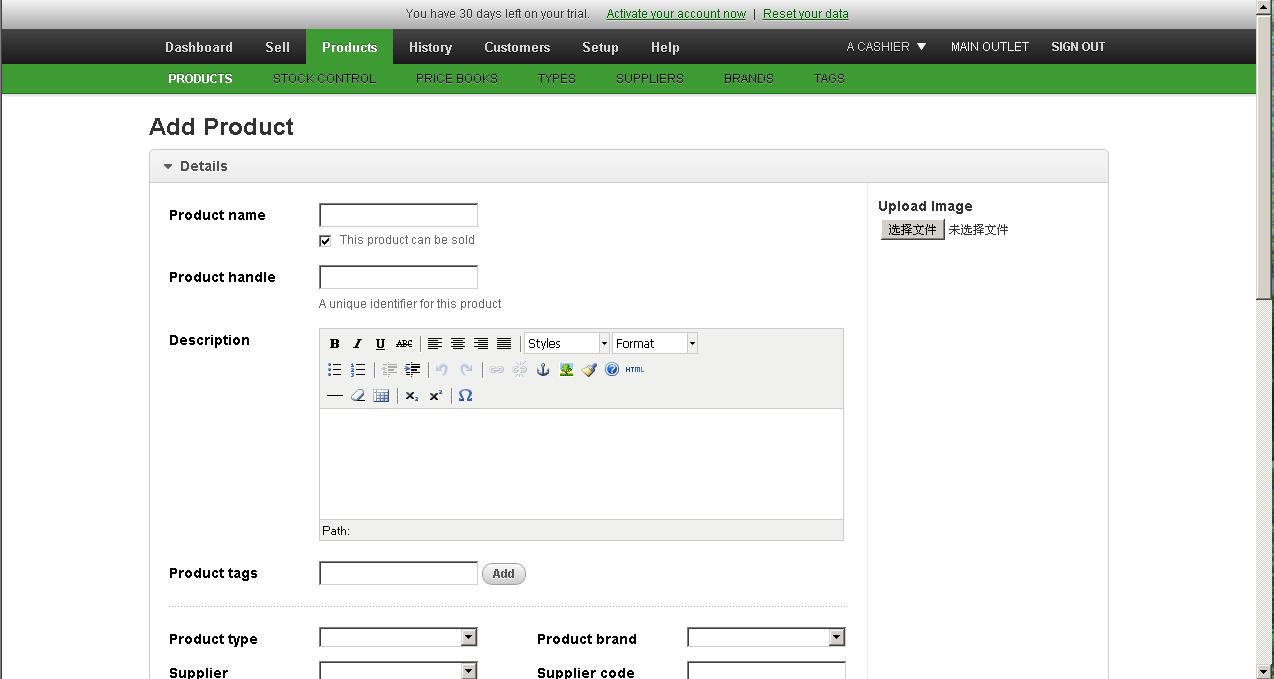 You have 30 days left on your trial. Activate your account now | Reset your data
Dashboard Sell Products History Customers Setup Help A CASHIER ▼ MAIN OUTLET SIGN OUT
PRODUCTS STOCK CONTROL PRICE BOOKS TYPES SUPPLIERS BRANDS TAGS
Add Product
Details
Product name
Upload Image
选择文件 未选择文件
This product can be sold
Product handle
A unique identifier for this product
Description
B I U ABC Styles Format
HTML
x₂ x² Ω
Path:
Product tags Add
Product type Product brand
Supplier Supplier code